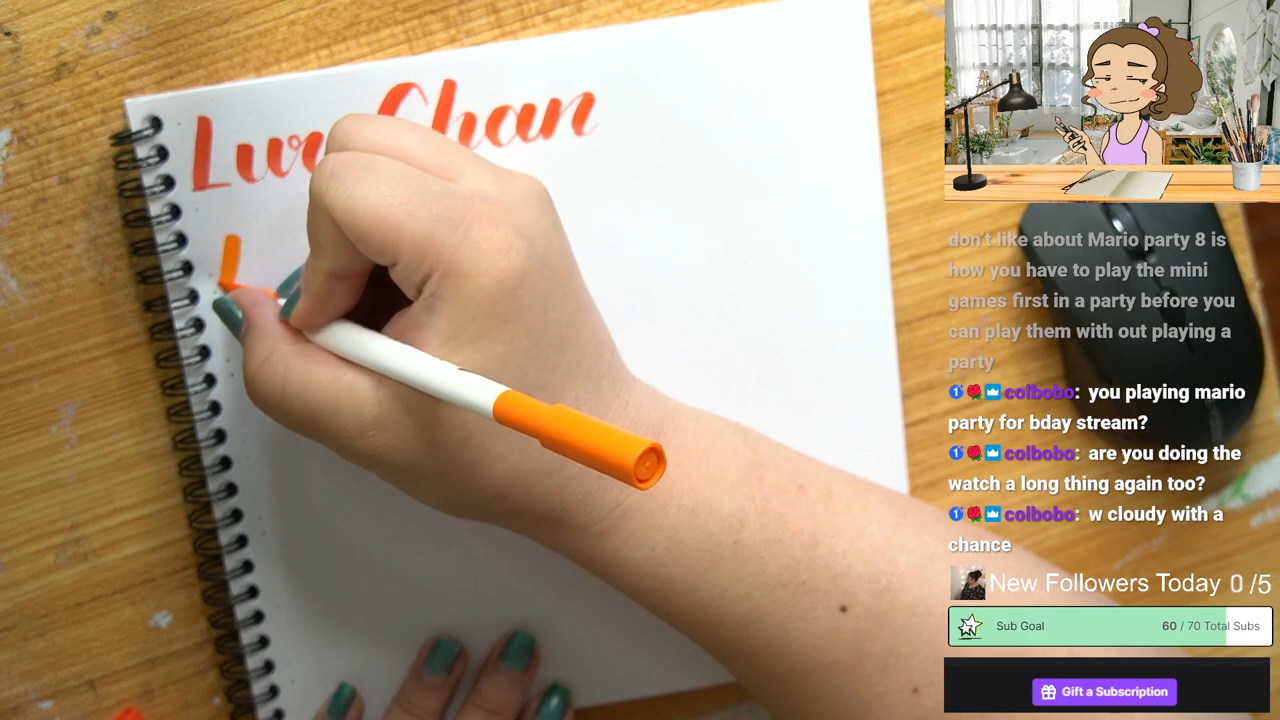 Chan
L
don't like about Mario party 8 is
how you have to play the mini
games first in a party before you
can play them with out playing a
party
colbobo: you playing mario
party for bday stream?
colbobo: are you doing the
watch a long thing again too?
colbobo: w cloudy with a
chance
New Followers Today 0 /5
Sub Goal 60 / 70 Total Subs
Gift a Subscription